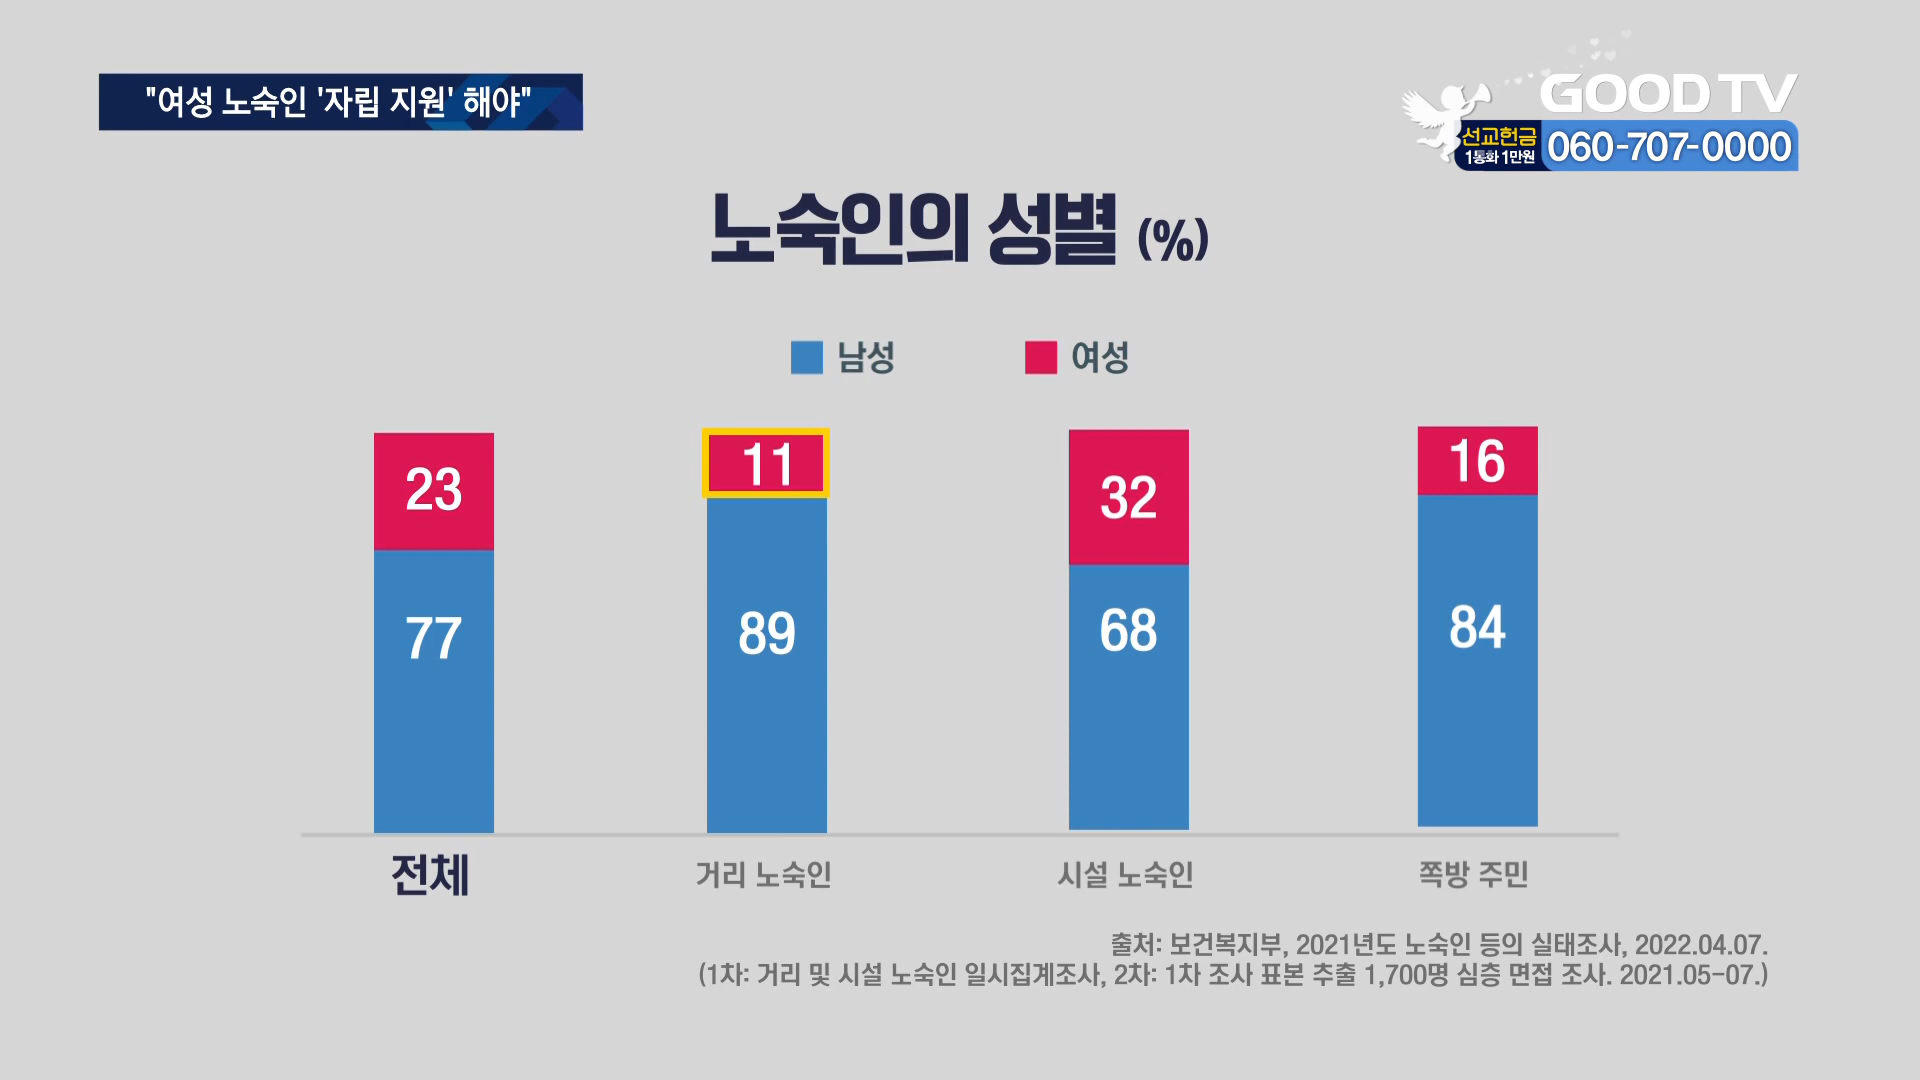 "여성 노숙인 '자립 지원' 해야"
GOODTV
선교헌금
1통화 1만원
060-707-0000
노숙인의 성별 (%)
남성
여성
23
11
32
16
77
89
68
84
전체
거리 노숙인
시설 노숙인
쪽방 주민
출처: 보건복지부, 2021년도 노숙인 등의 실태조사, 2022.04.07.
(1차: 거리 및 시설 노숙인 일시집계조사, 2차: 1차 조사 표본 추출 1,700명 심층 면접 조사. 2021.05-07.)